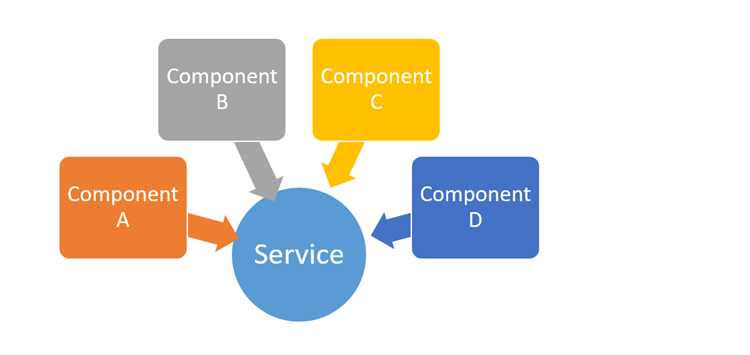 Component
B
Component
C
Component
A
Component
D
Service